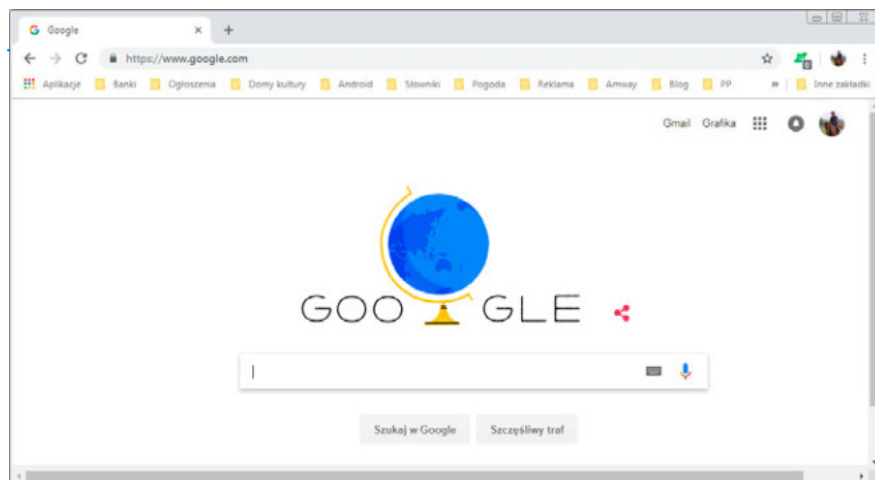 Google
https://www.google.com
Aplikacje Banki Ogłoszenia Domy kultury Android Słowniki Pogoda Reklama Amway Blog PP » Inne zakładki
Gmail Grafika
GOO GLE
Szukaj w Google Szczęśliwy traf